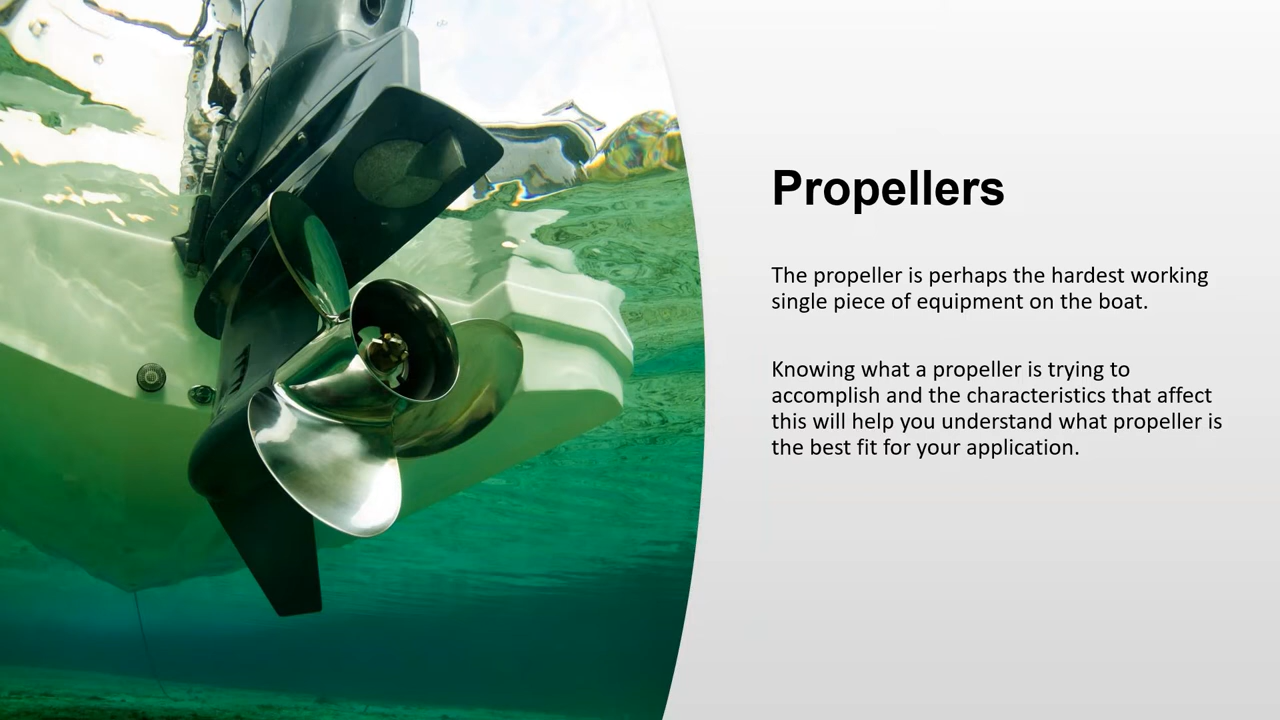 Propellers
The propeller is perhaps the hardest working
single piece of equipment on the boat.
Knowing what a propeller is trying to
accomplish and the characteristics that affect
this will help you understand what propeller is
the best fit for your application.